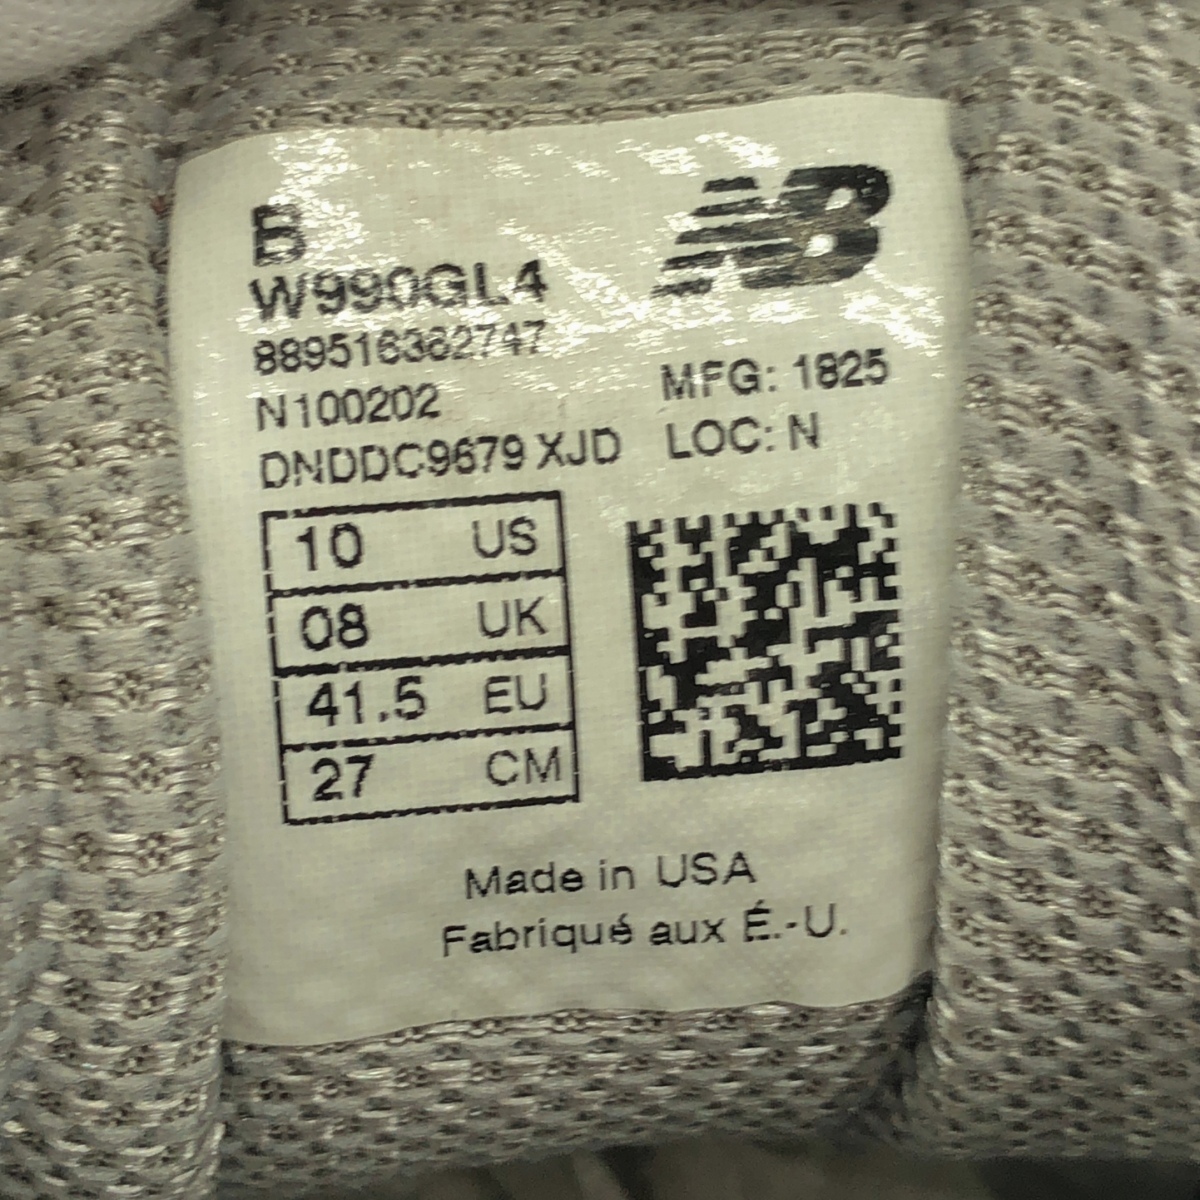 B
W990GL4
889516362747
N100202
DNDDC9679 XJD
NB
MFG: 1825
LOC: N
10 US
08 UK
41.5 EU
27 CM
Made in USA
Fabriqué aux É.-U.